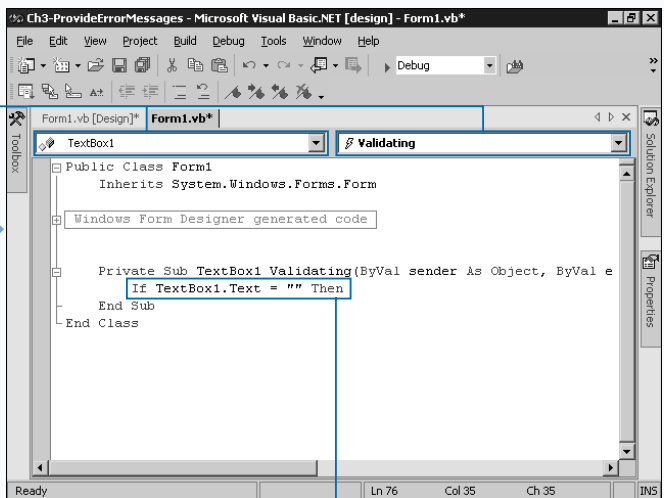 Ch3-ProvideErrorMessages - Microsoft Visual Basic.NET [design] - Form1.vb*
File Edit View Project Build Debug Tools Window Help
Debug
Form1.vb [Design]* Form1.vb*
Toolbox
TextBox1
Validating
Solution Explorer
Properties
Public Class Form1
Inherits System.Windows.Forms.Form
Windows Form Designer generated code
Private Sub TextBox1 Validating(ByVal sender As Object, ByVal e
If TextBox1.Text = "" Then
End Sub
End Class
Ready Ln 76 Col 35 Ch 35 INS